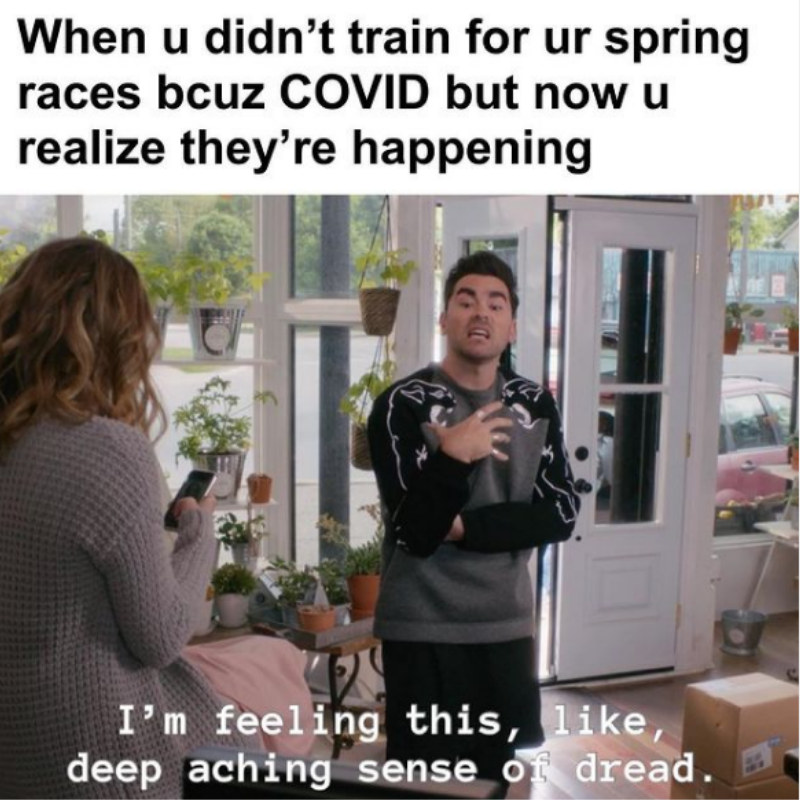 When u didn’t train for ur spring
races bcuz COVID but now u
realize they’re happening
I’m feeling this, like,
deep aching sense of dread.